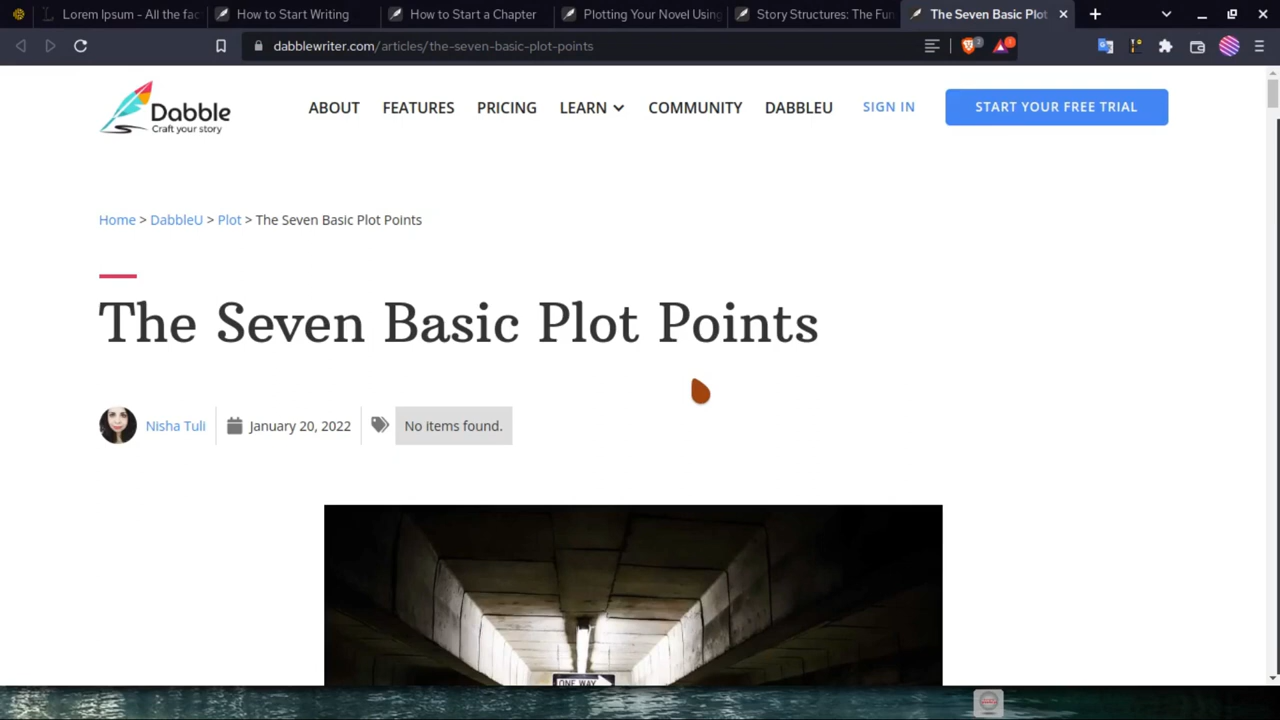 Lorem Ipsum - All the fac
How to Start Writing
How to Start a Chapter
Plotting Your Novel Using
Story Structures: The Fun
The Seven Basic Plot
dabblewriter.com/articles/the-seven-basic-plot-points
2
1
Dabble
Craft your story
ABOUT FEATURES PRICING LEARN COMMUNITY DABBLEU SIGN IN START YOUR FREE TRIAL
Home > DabbleU > Plot > The Seven Basic Plot Points
The Seven Basic Plot Points
Nisha Tuli January 20, 2022 No items found.
ONE WAY